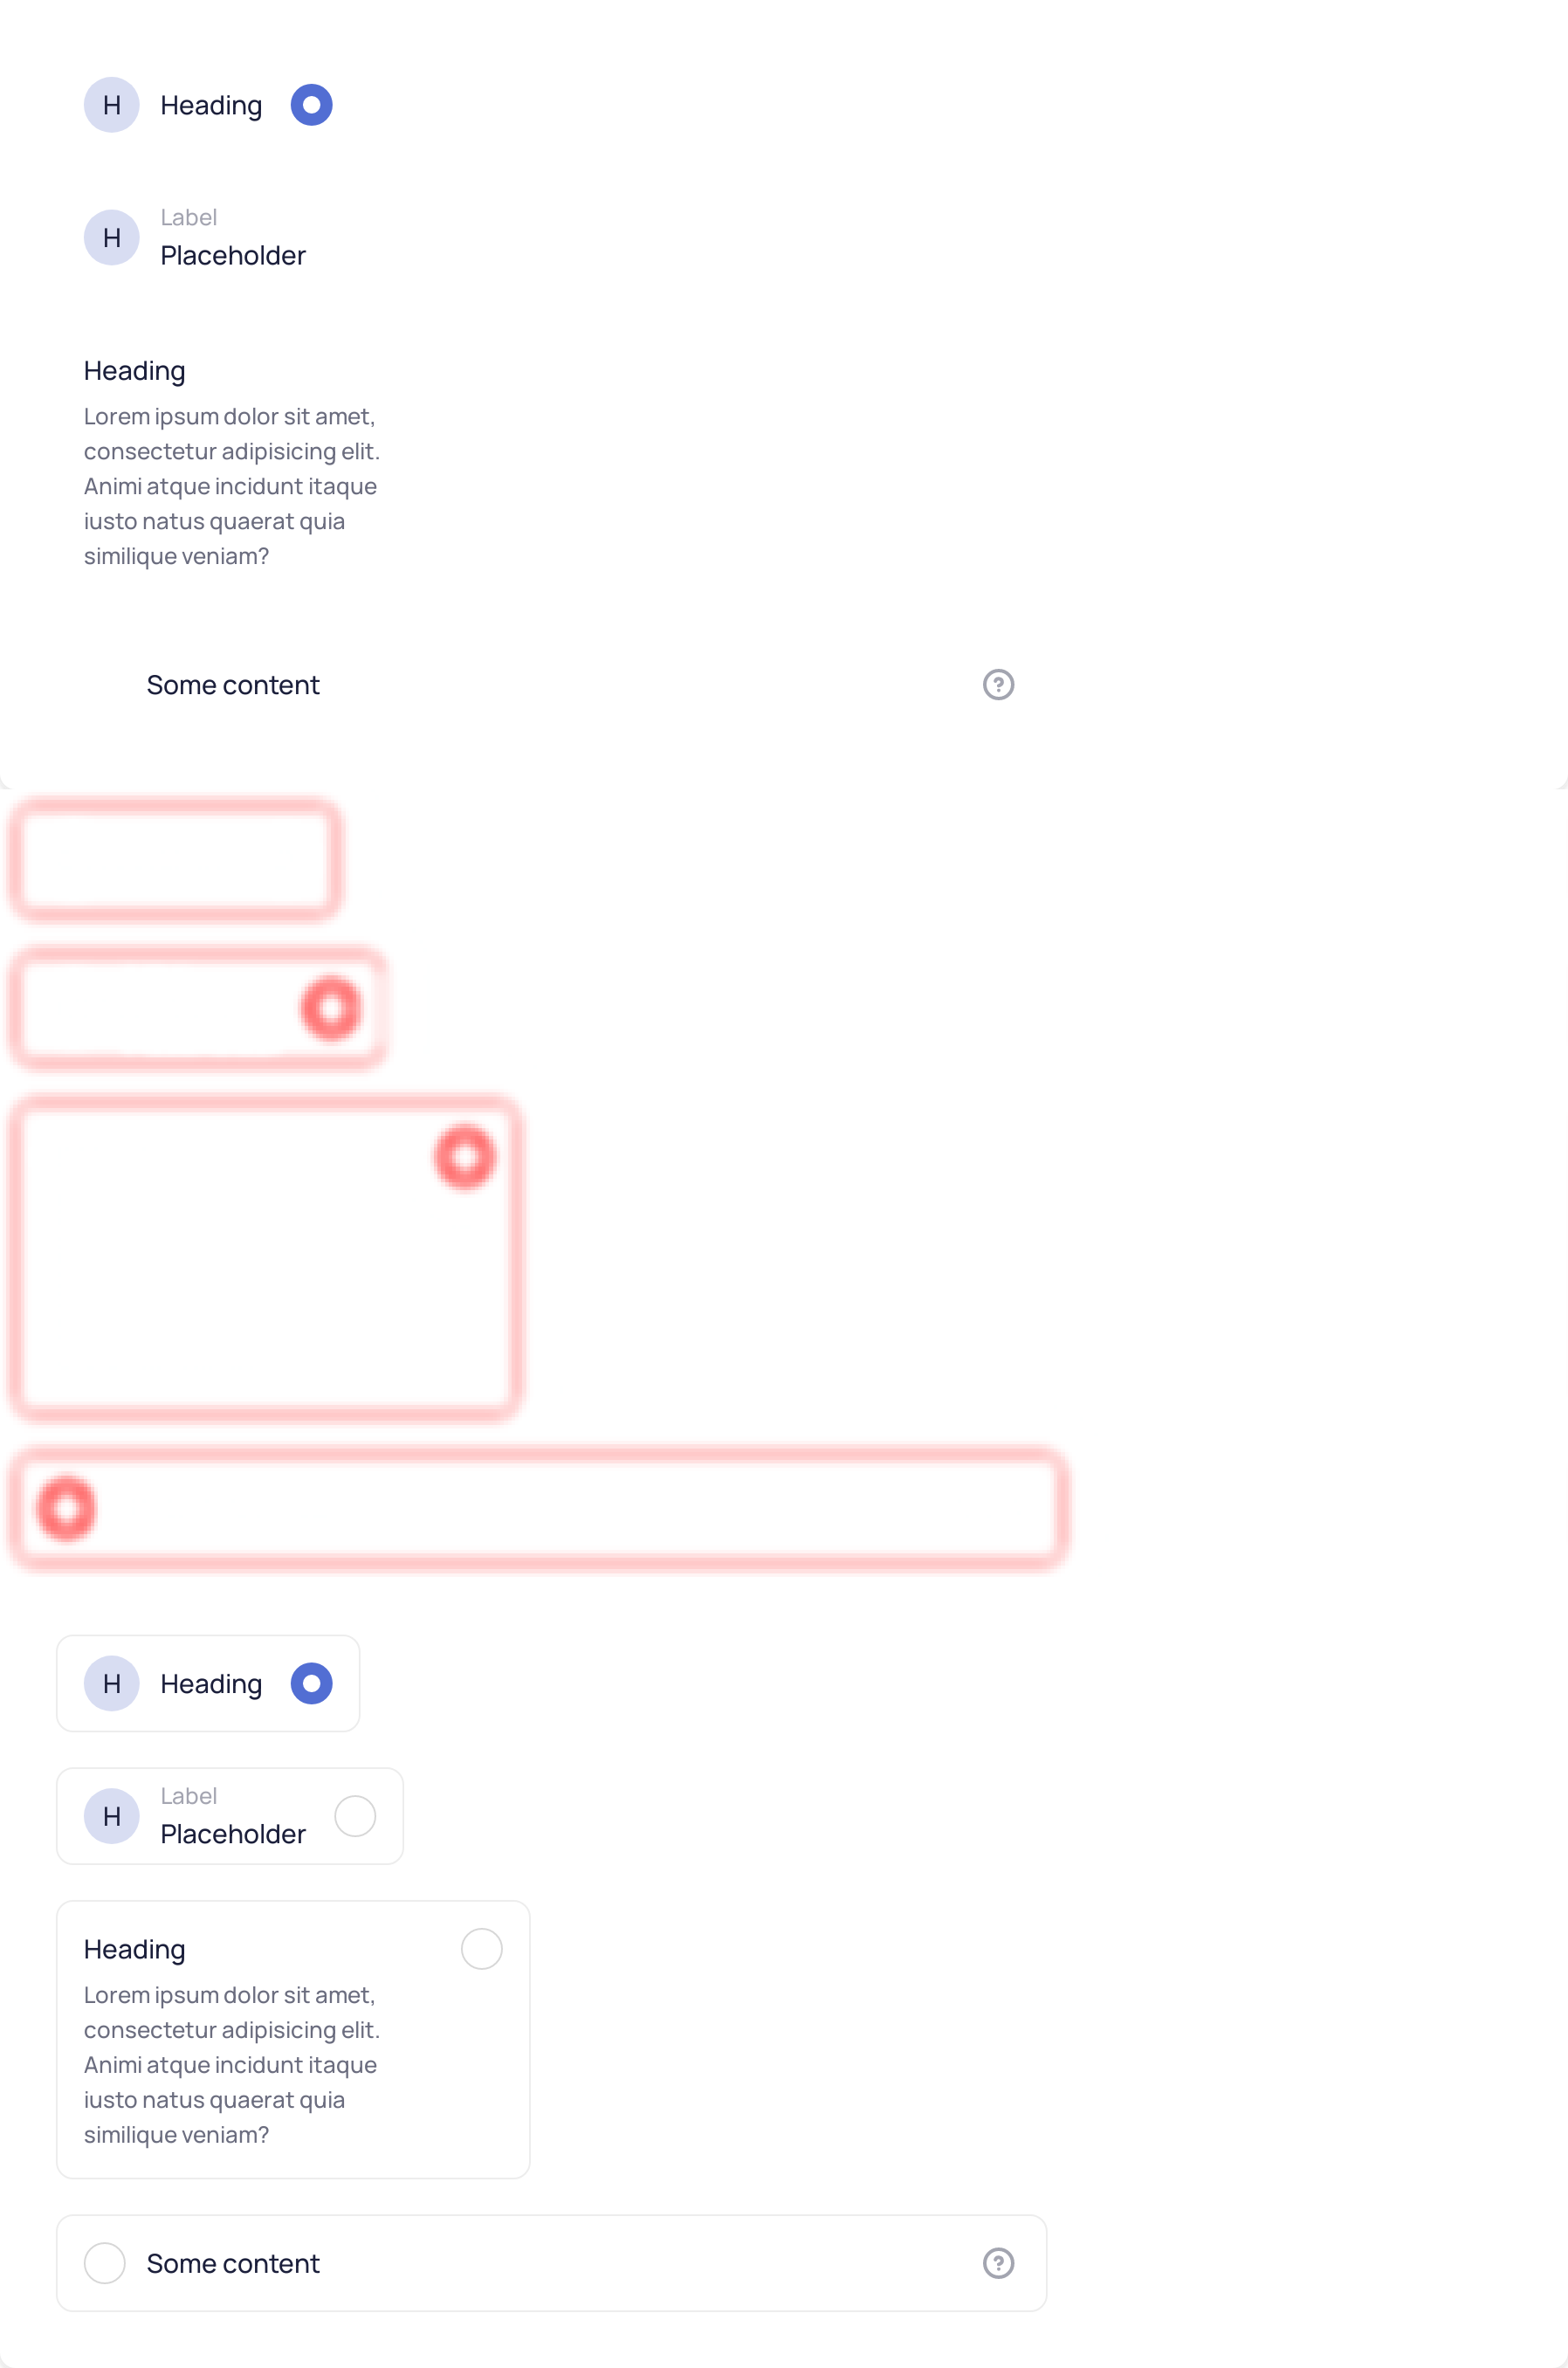 H Heading
H
Label
Placeholder
Heading
Lorem ipsum dolor sit amet,
consectetur adipisicing elit.
Animi atque incidunt itaque
iusto natus quaerat quia
similique veniam?
Some content ?
H Heading
H
Label
Placeholder
Heading
Lorem ipsum dolor sit amet,
consectetur adipisicing elit.
Animi atque incidunt itaque
iusto natus quaerat quia
similique veniam?
Some content ?